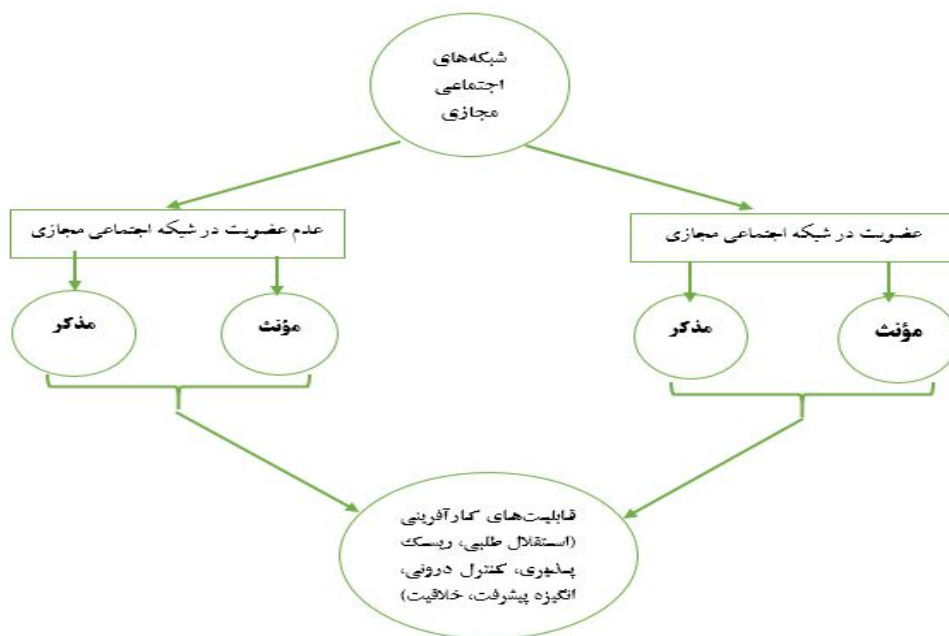 شبکه‌های
اجتماعی
مجازی
عضویت در شبکه اجتماعی مجازی
عدم عضویت در شبکه اجتماعی مجازی
مؤنث
مذکر
مؤنث
مذکر
قابلیت‌های کارآفرینی
(استقلال طلبی، ریسک
پذیری، کنترل درونی،
انگیزه پیشرفت، خلاقیت)